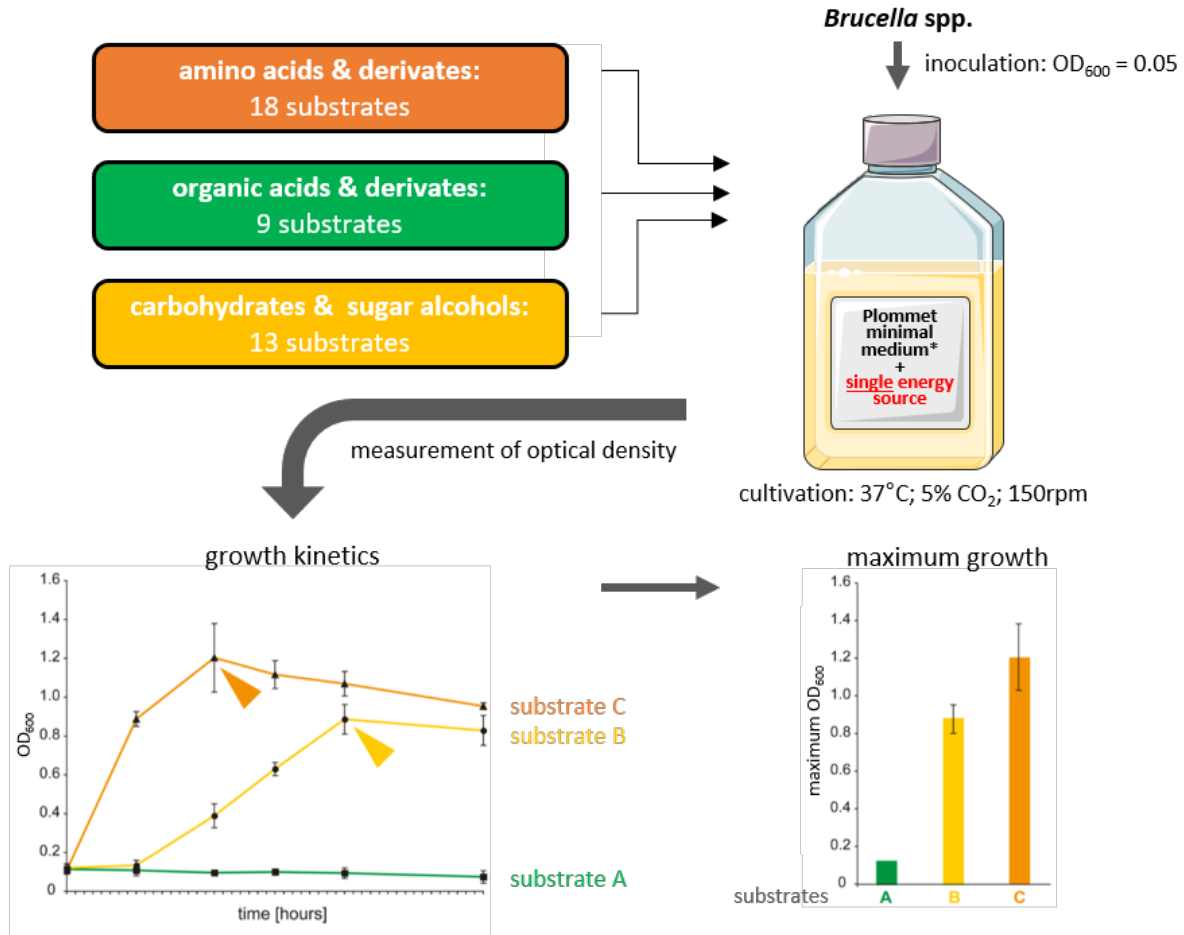 Brucella spp.
inoculation: OD600 = 0.05
amino acids & derivates:
18 substrates
organic acids & derivates:
9 substrates
carbohydrates & sugar alcohols:
13 substrates
Plommet
minimal
medium*
+
single energy
source
measurement of optical density
cultivation: 37°C; 5% CO2; 150rpm
growth kinetics
1.6
1.4
1.2
1.0
0.8
0.6
0.4
0.2
0
OD600
time [hours]
substrate C
substrate B
substrate A
maximum growth
1.6
1.4
1.2
1.0
0.8
0.6
0.4
0.2
0
maximum OD600
substrates
A
B
C